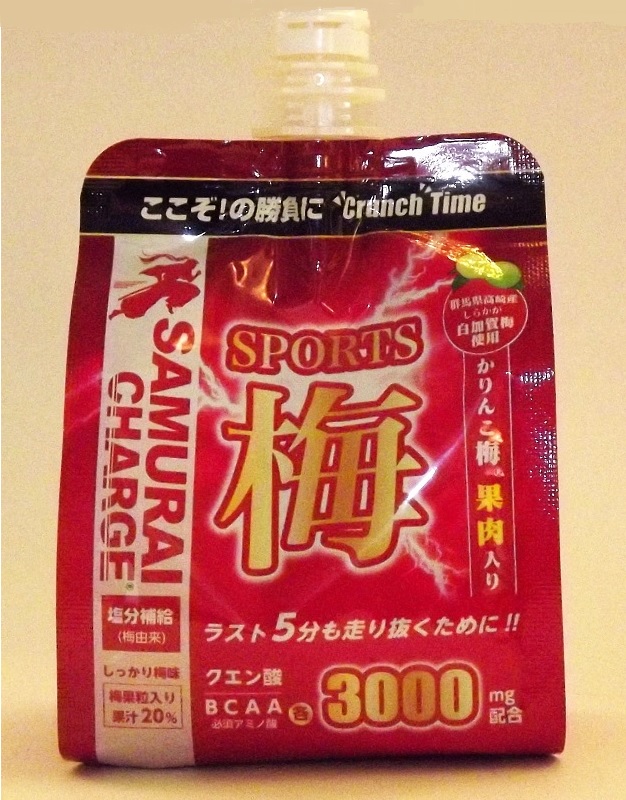 ここぞ!の勝負に "Crunch Time
SAMURAI
CHARGE
SPORTS
梅
群馬県高崎産
しらかが
白加賀梅
使用
かりんこ梅 果肉入り
ラスト5分も走り抜くために!!
塩分補給
(梅由来)
しっかり梅味
梅果粒入り
果汁20%
クエン酸
BCAA
必須アミノ酸
各
3000
mg
配合